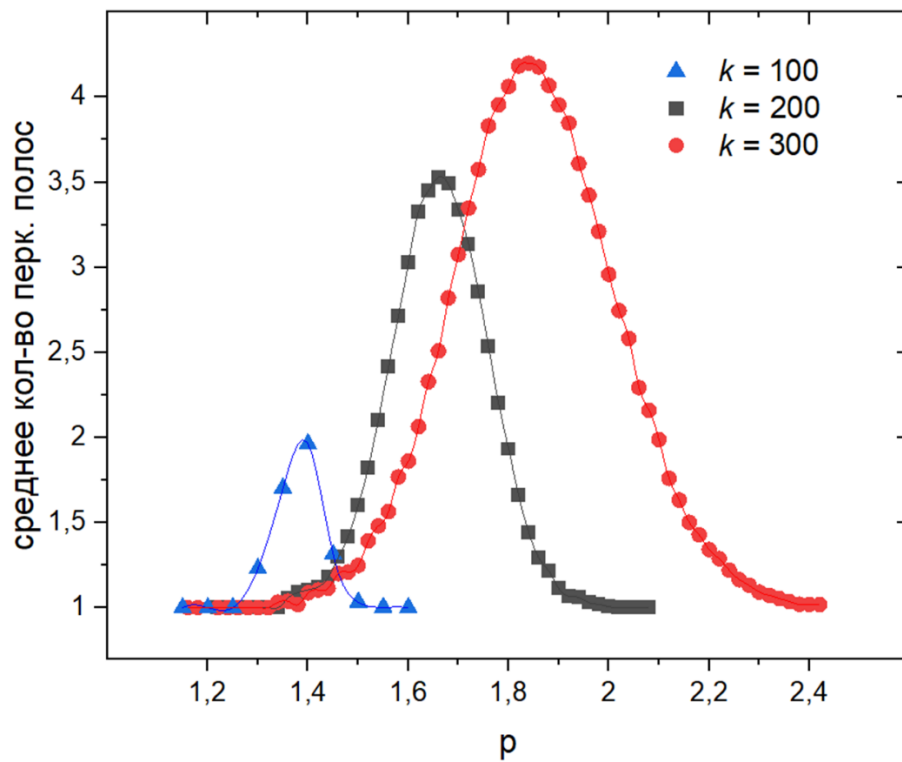 среднее кол-во перк. полос
4
3,5
3
2,5
2
1,5
1
k = 100
k = 200
k = 300
1,2 1,4 1,6 1,8 2 2,2 2,4
p